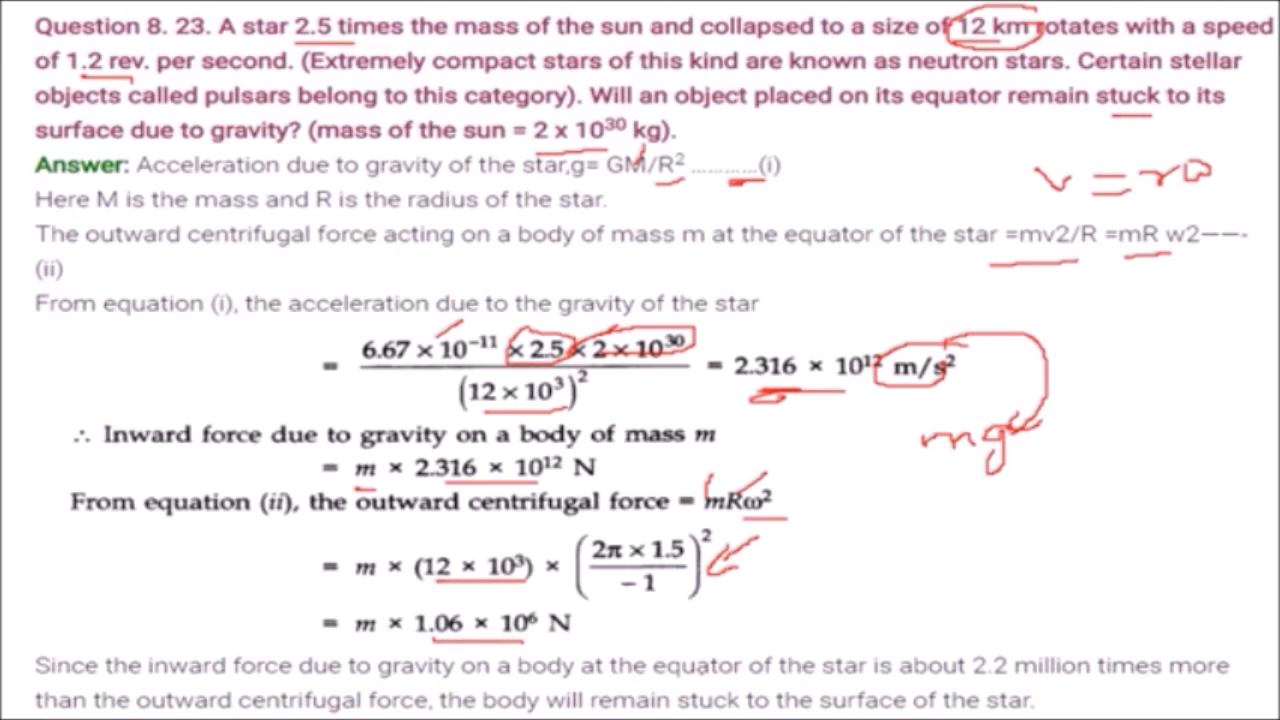 Question 8. 23. A star 2.5 times the mass of the sun and collapsed to a size of 12 km rotates with a speed
of 1.2 rev. per second. (Extremely compact stars of this kind are known as neutron stars. Certain stellar
objects called pulsars belong to this category). Will an object placed on its equator remain stuck to its
surface due to gravity? (mass of the sun = 2 x 10³⁰ kg).
Answer: Acceleration due to gravity of the star,g= GM/R² ............(i)
v = rω
Here M is the mass and R is the radius of the star.
The outward centrifugal force acting on a body of mass m at the equator of the star =mv2/R =mR w2——-
(ii)
From equation (i), the acceleration due to the gravity of the star
= 6.67 × 10⁻¹¹ × 2.5 × 2 × 10³⁰ / (12 × 10³)² = 2.316 × 10¹² m/s²
∴ Inward force due to gravity on a body of mass m
mg
= m × 2.316 × 10¹² N
From equation (ii), the outward centrifugal force = mRω²
= m × (12 × 10³) × (2π × 1.5 / – 1)²
= m × 1.06 × 10⁶ N
Since the inward force due to gravity on a body at the equator of the star is about 2.2 million times more
than the outward centrifugal force, the body will remain stuck to the surface of the star.